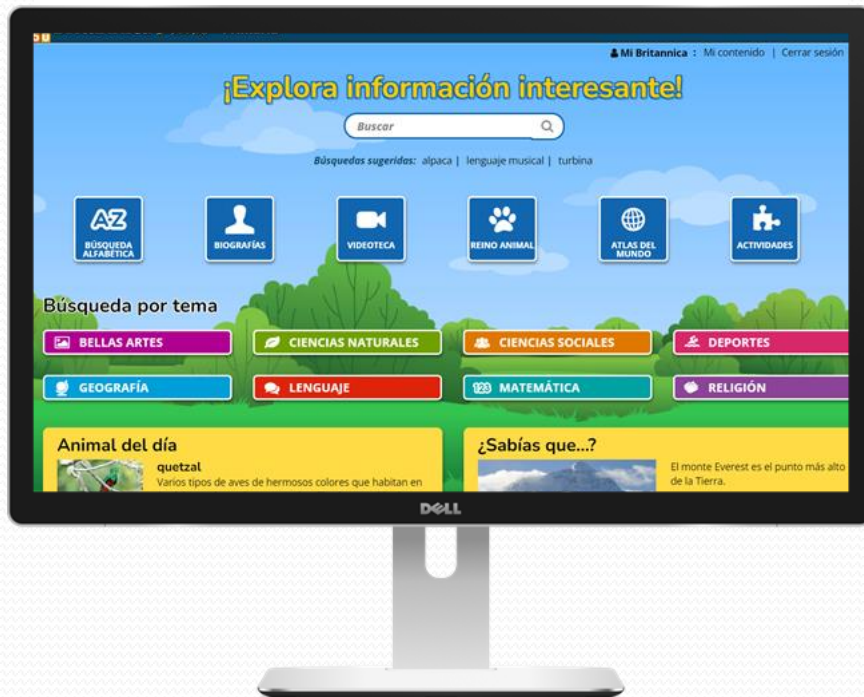 Mi Britannica : Mi contenido | Cerrar sesión
¡Explora información interesante!
Buscar
Búsquedas sugeridas: alpaca | lenguaje musical | turbina
AZ
BÚSQUEDA
ALFABÉTICA
BIOGRAFÍAS
VIDEOTECA
REINO ANIMAL
ATLAS DEL
MUNDO
ACTIVIDADES
Búsqueda por tema
BELLAS ARTES
CIENCIAS NATURALES
CIENCIAS SOCIALES
DEPORTES
GEOGRAFÍA
LENGUAJE
123 MATEMÁTICA
RELIGIÓN
Animal del día
quetzal
Varios tipos de aves de hermosos colores que habitan en
¿Sabías que...?
El monte Everest es el punto más alto
de la Tierra.
DELL